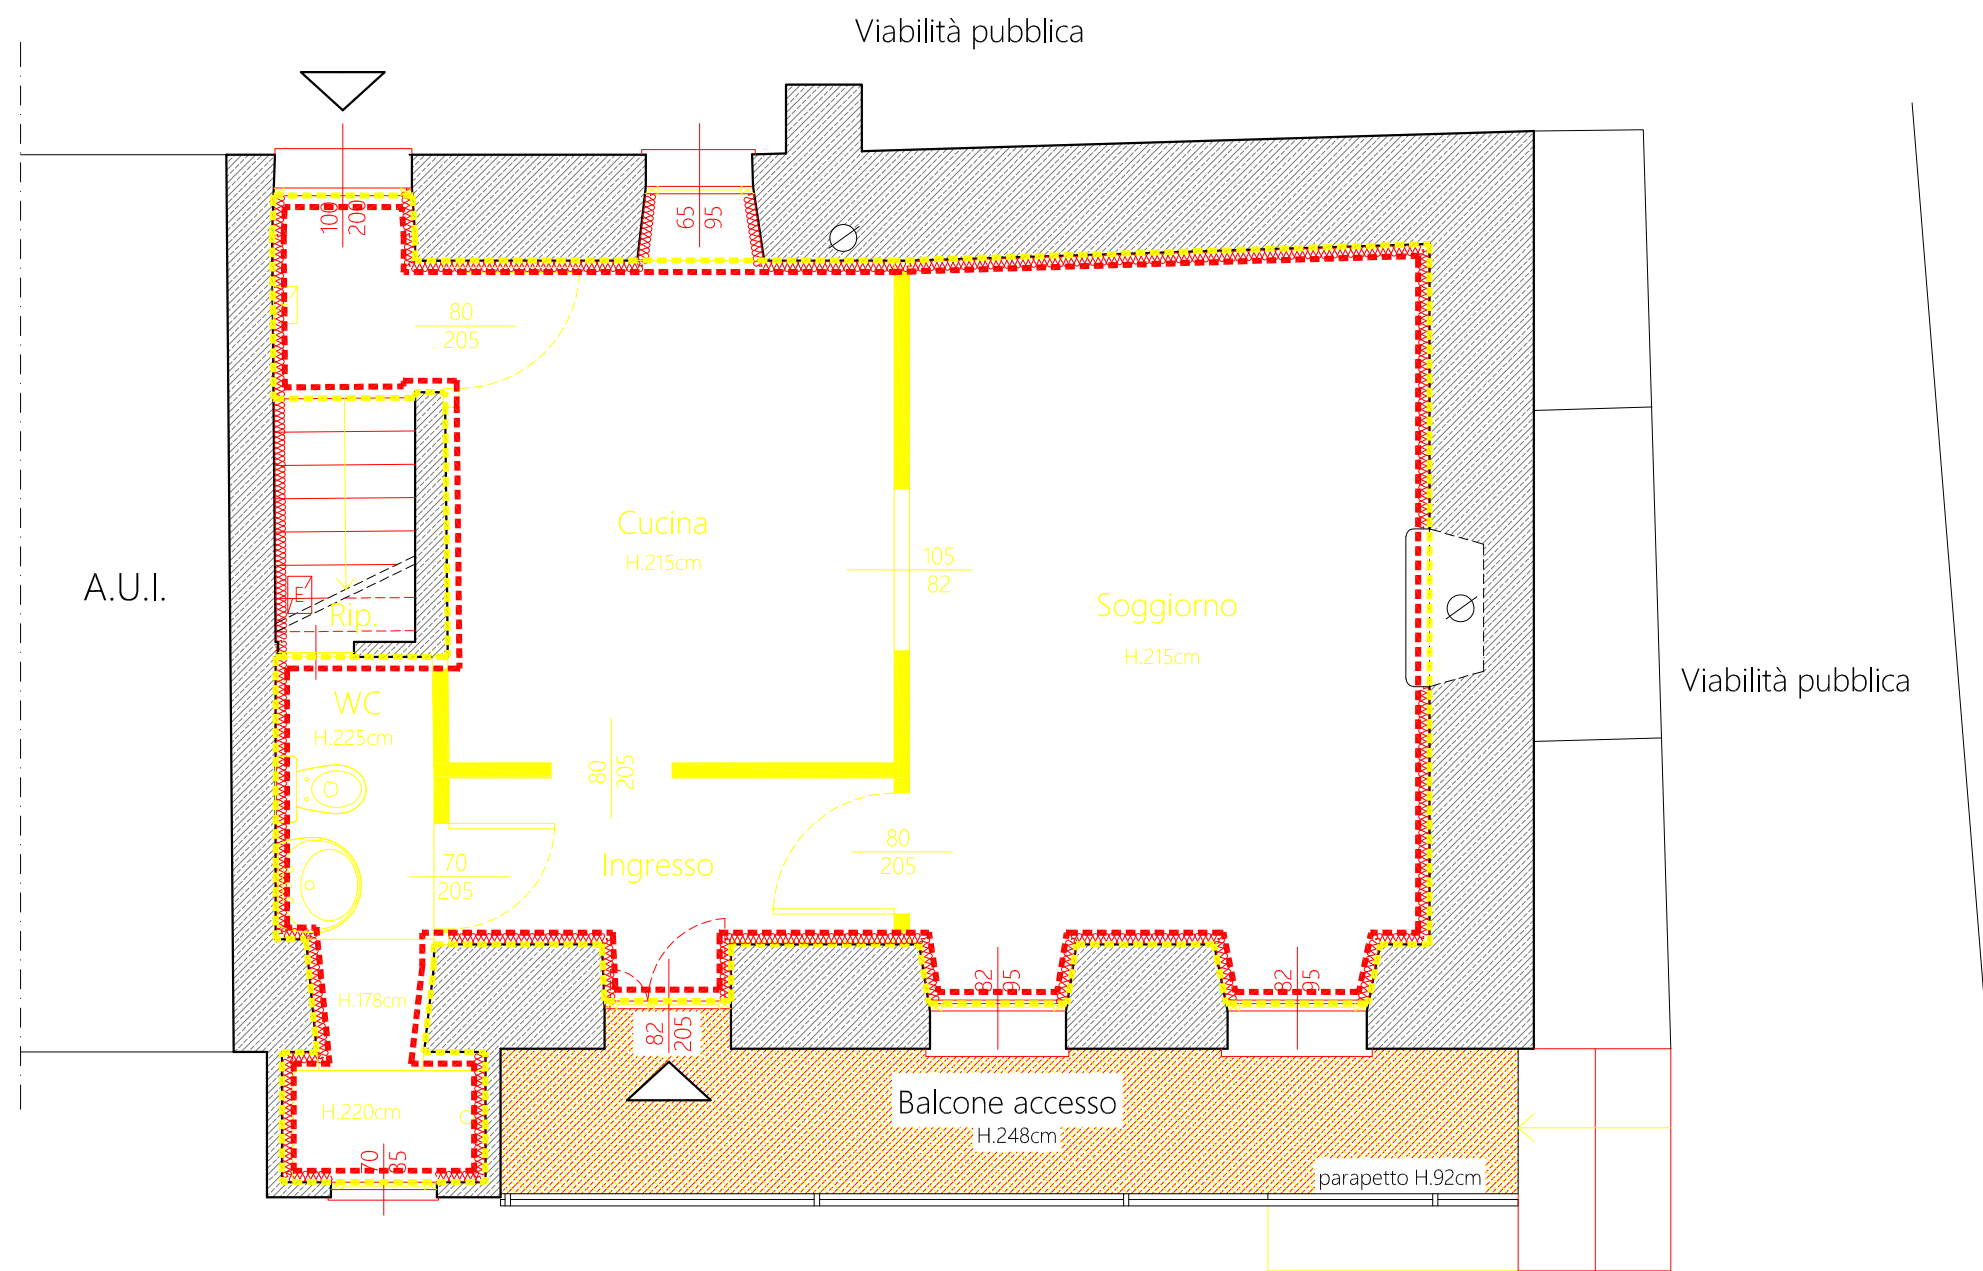 Viabilità pubblica
100
200
65
95
80
205
Cucina
H.215cm
105
82
A.U.I.
E
Rip.
Soggiorno
H.215cm
Viabilità pubblica
WC
H.225cm
80
205
80
205
70
205
Ingresso
H.178cm
82
95
82
95
82
205
Balcone accesso
H.248cm
H.220cm
C
70
85
parapetto H.92cm